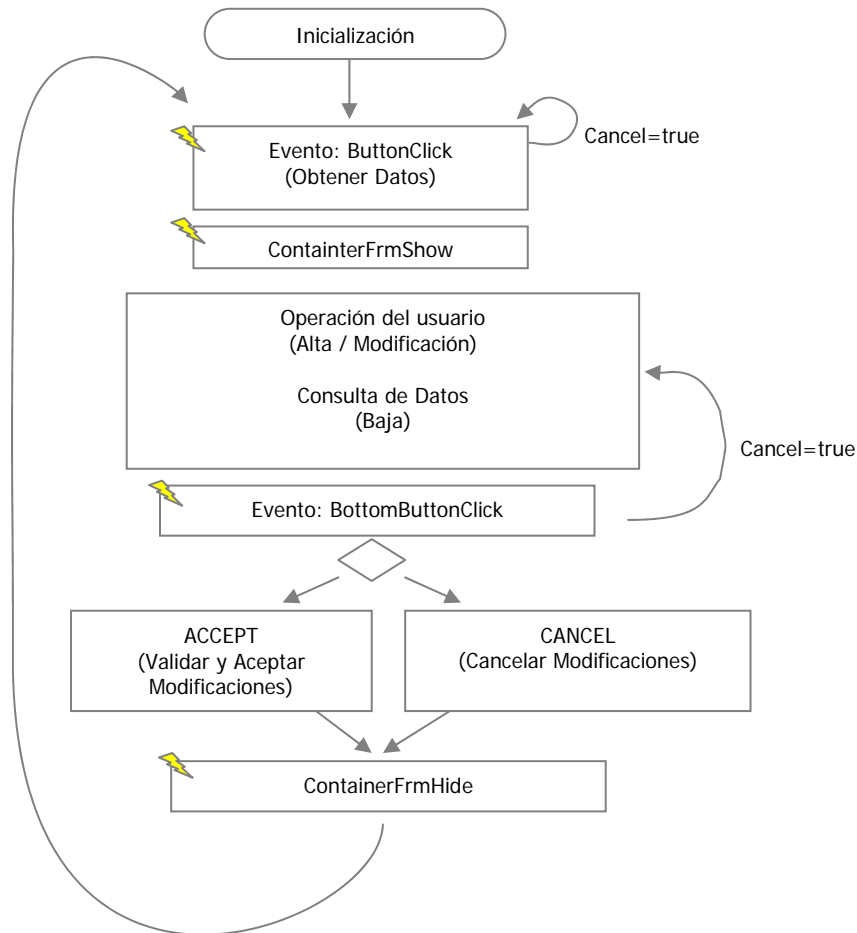 Inicialización
Evento: ButtonClick
(Obtener Datos)
Cancel=true
ContainterFrmShow
Operación del usuario
(Alta / Modificación)
Consulta de Datos
(Baja)
Cancel=true
Evento: BottomButtonClick
ACCEPT
(Validar y Aceptar
Modificaciones)
CANCEL
(Cancelar Modificaciones)
ContainerFrmHide